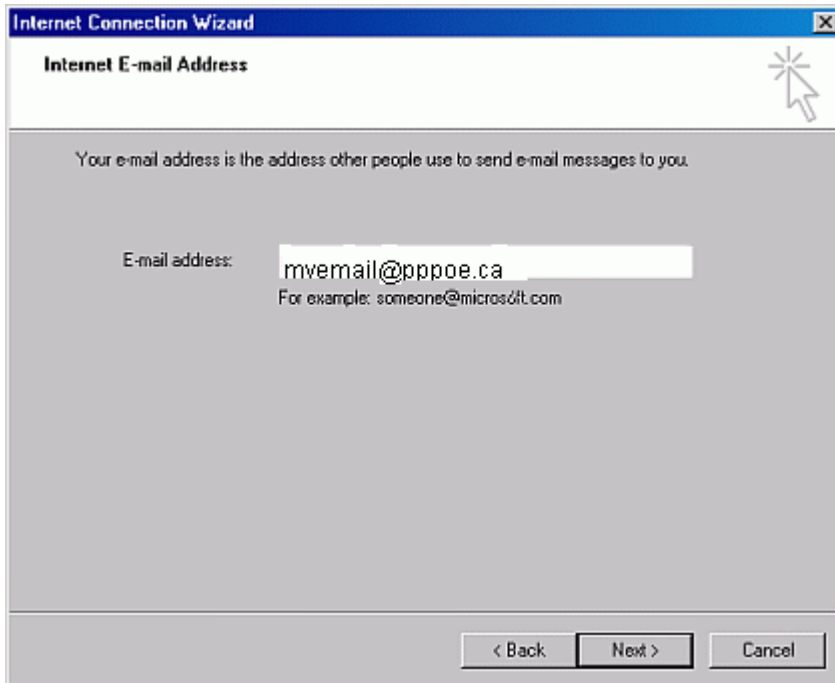 Internet Connection Wizard
Internet E-mail Address
Your e-mail address is the address other people use to send e-mail messages to you.
E-mail address:
mvemail@pppoe.ca
For example: someone@microsoft.com
< Back
Next >
Cancel